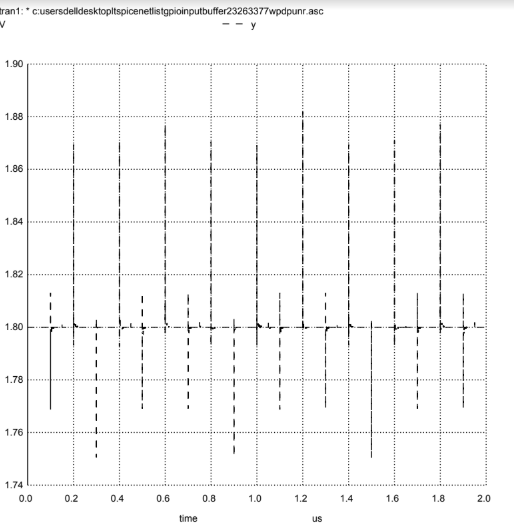 tran1: * c:usersdelldesktopltspicenetlistgpioinputbuffer23263377wpdpunr.asc
V y
1.90
1.88
1.86
1.84
1.82
1.80
1.78
1.76
1.74
0.0 0.2 0.4 0.6 0.8 1.0 1.2 1.4 1.6 1.8 2.0
time us